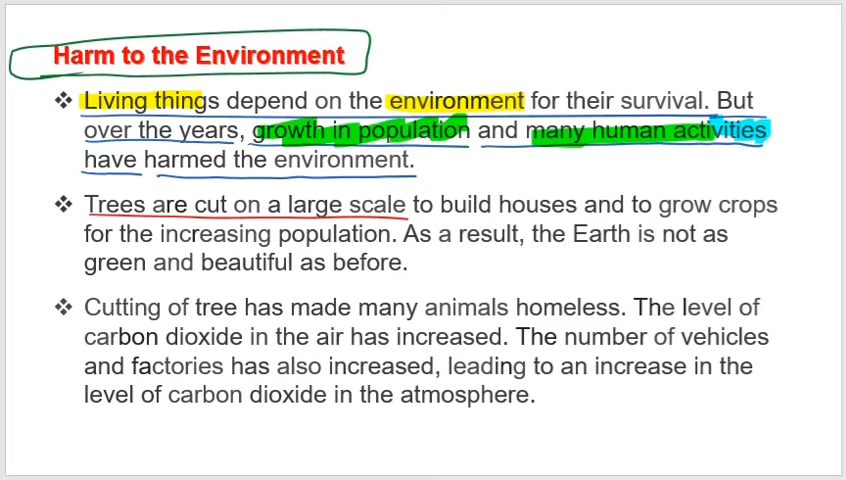 Harm to the Environment
❖ Living things depend on the environment for their survival. But
over the years, growth in population and many human activities
have harmed the environment.
❖ Trees are cut on a large scale to build houses and to grow crops
for the increasing population. As a result, the Earth is not as
green and beautiful as before.
❖ Cutting of tree has made many animals homeless. The level of
carbon dioxide in the air has increased. The number of vehicles
and factories has also increased, leading to an increase in the
level of carbon dioxide in the atmosphere.